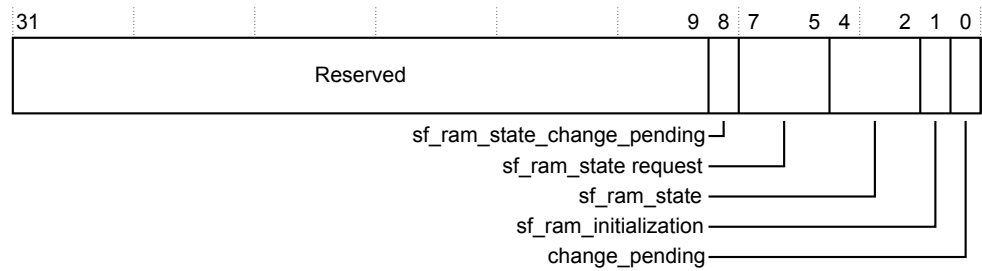 31 9 8 7 5 4 2 1 0
Reserved
sf_ram_state_change_pending
sf_ram_state request
sf_ram_state
sf_ram_initialization
change_pending